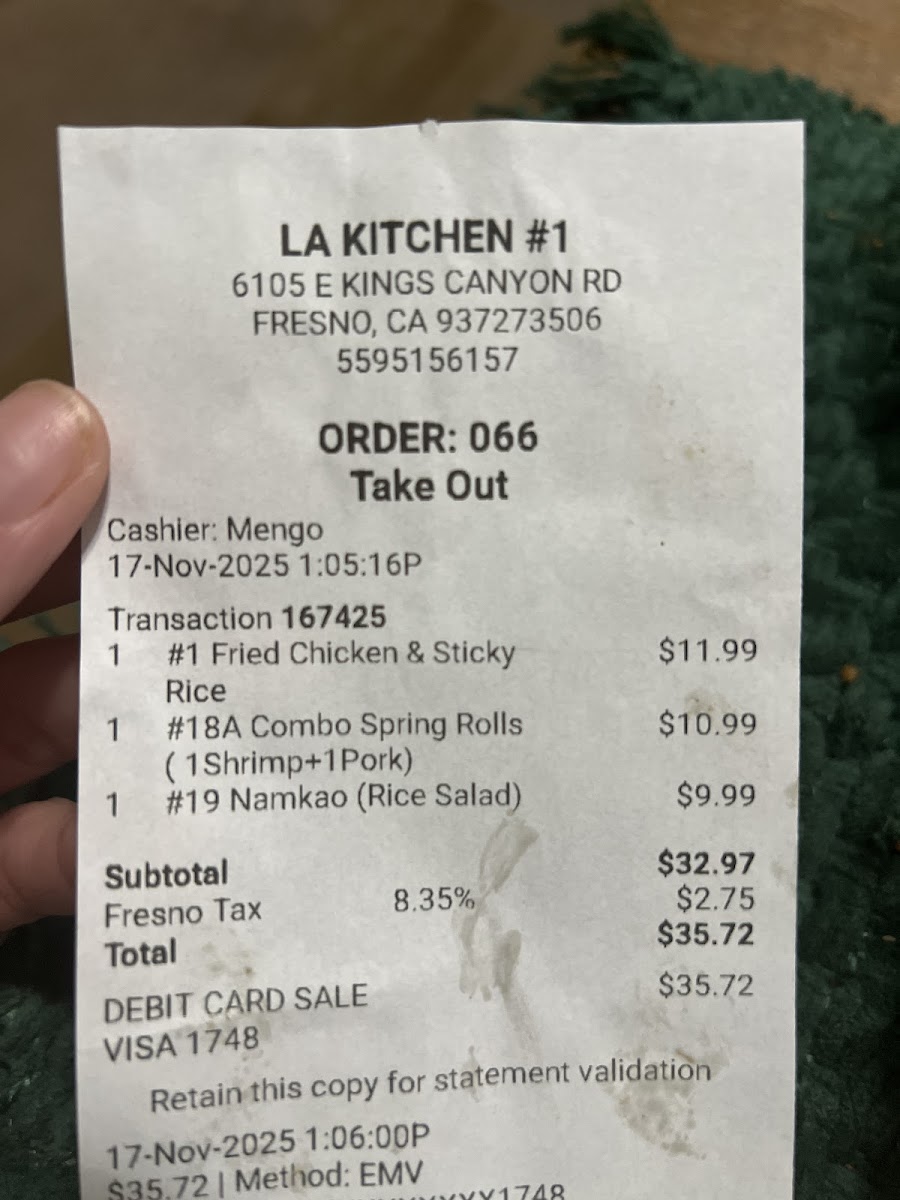 LA KITCHEN #1
6105 E KINGS CANYON RD
FRESNO, CA 937273506
5595156157
ORDER: 066
Take Out
Cashier: Mengo
17-Nov-2025 1:05:16P
Transaction 167425
1 #1 Fried Chicken & Sticky $11.99
Rice
1 #18A Combo Spring Rolls $10.99
( 1Shrimp+1Pork)
1 #19 Namkao (Rice Salad) $9.99
Subtotal $32.97
Fresno Tax 8.35% $2.75
Total $35.72
DEBIT CARD SALE $35.72
VISA 1748
Retain this copy for statement validation
17-Nov-2025 1:06:00P
$35.72 | Method: EMV